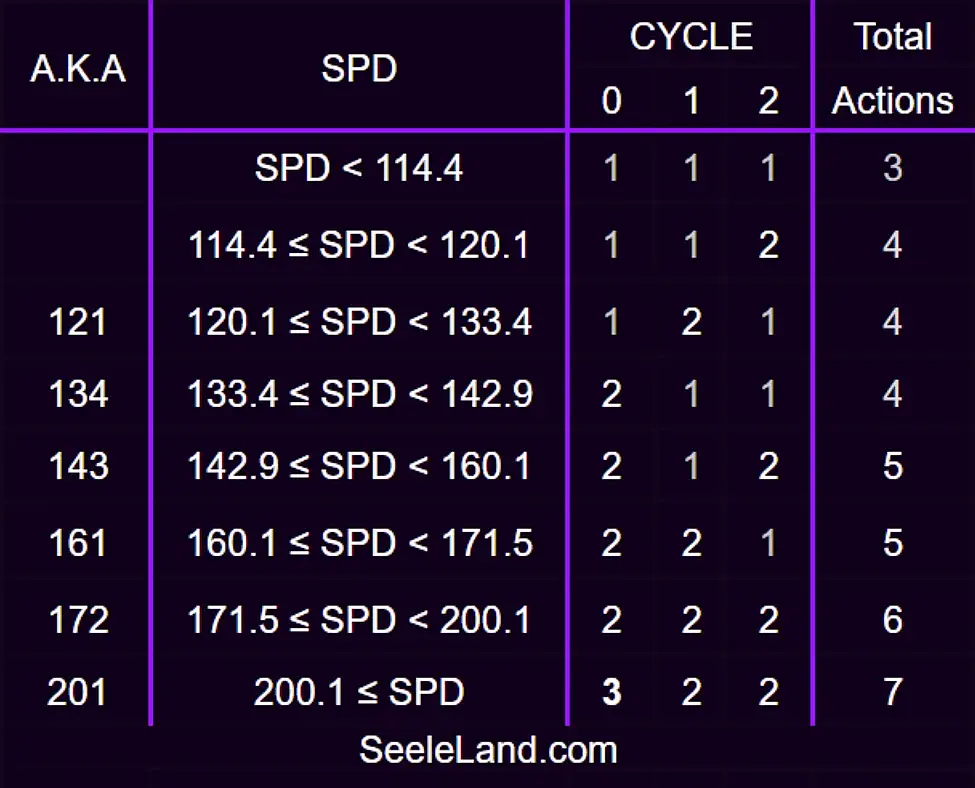 A.K.A SPD CYCLE Total
0 1 2 Actions
SPD < 114.4 1 1 1 3
114.4 ≤ SPD < 120.1 1 1 2 4
121 120.1 ≤ SPD < 133.4 1 2 1 4
134 133.4 ≤ SPD < 142.9 2 1 1 4
143 142.9 ≤ SPD < 160.1 2 1 2 5
161 160.1 ≤ SPD < 171.5 2 2 1 5
172 171.5 ≤ SPD < 200.1 2 2 2 6
201 200.1 ≤ SPD 3 2 2 7
SeeleLand.com